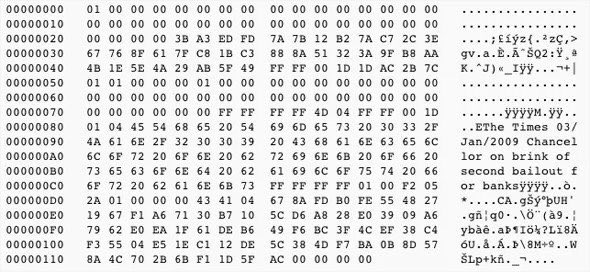 00000000 01 00 00 00 00 00 00 00 00 00 00 00 00 00 00 00 ................
00000010 00 00 00 00 00 00 00 00 00 00 00 00 00 00 00 00 ................
00000020 00 00 00 00 3B A3 ED FD 7A 7B 12 B2 7A C7 2C 3E ....;£íýz{.²zÇ,>
00000030 67 76 8F 61 7F C8 1B C3 88 8A 51 32 3A 9F B8 AA gv.a.È.ÃˆŠQ2:Ÿ¸ª
00000040 4B 1E 5E 4A 29 AB 5F 49 FF FF 00 1D 1D AC 2B 7C K.^J)«_Iÿÿ...¬+|
00000050 01 01 00 00 00 01 00 00 00 00 00 00 00 00 00 00 ................
00000060 00 00 00 00 00 00 00 00 00 00 00 00 00 00 00 00 ................
00000070 00 00 00 00 00 00 FF FF FF FF 4D 04 FF FF 00 1D ......ÿÿÿÿM.ÿÿ..
00000080 01 04 45 54 68 65 20 54 69 6D 65 73 20 30 33 2F ..EThe Times 03/
00000090 4A 61 6E 2F 32 30 30 39 20 43 68 61 6E 63 65 6C Jan/2009 Chancel
000000A0 6C 6F 72 20 6F 6E 20 62 72 69 6E 6B 20 6F 66 20 lor on brink of
000000B0 73 65 63 6F 6E 64 20 62 61 69 6C 6F 75 74 20 66 second bailout f
000000C0 6F 72 20 62 61 6E 6B 73 FF FF FF FF 01 00 F2 05 or banksÿÿÿÿ..ò.
000000D0 2A 01 00 00 00 43 41 04 67 8A FD B0 FE 55 48 27 *....CA.gŠý°þUH'
000000E0 19 67 F1 A6 71 30 B7 10 5C D6 A8 28 E0 39 09 A6 .gñ¦q0·.\Ö¨(à9.¦
000000F0 79 62 E0 EA 1F 61 DE B6 49 F6 BC 3F 4C EF 38 C4 ybàê.aÞ¶Iö¼?Lï8Ä
00000100 F3 55 04 E5 1E C1 12 DE 5C 38 4D F7 BA 0B 8D 57 óU.å.Á.Þ\8M÷º..W
00000110 8A 4C 70 2B 6B F1 1D 5F AC 00 00 00 00 ŠLp+kñ._¬....